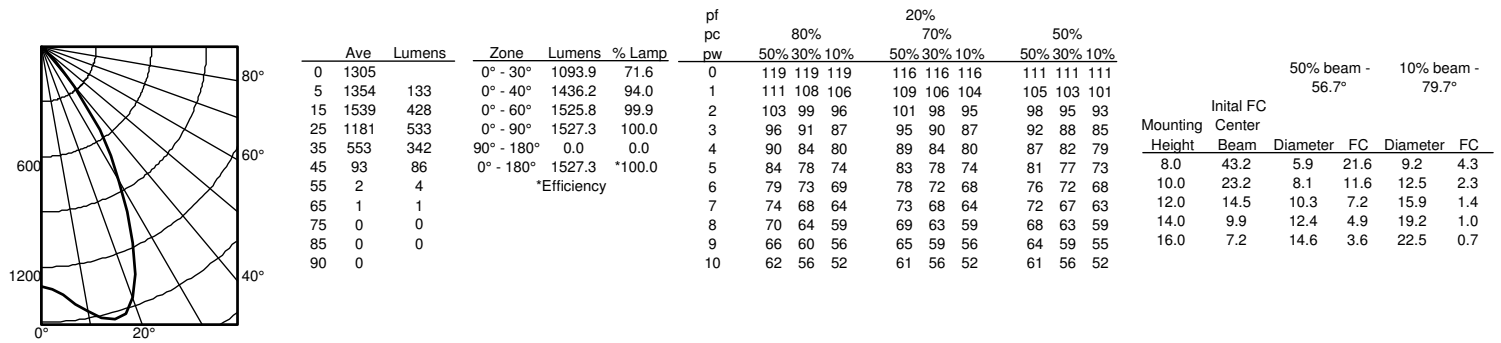 80°
60°
40°
600
1200
0° 20°
Ave Lumens
0 1305
5 1354 133
15 1539 428
25 1181 533
35 553 342
45 93 86
55 2 4
65 1 1
75 0 0
85 0 0
90 0
Zone Lumens % Lamp
0° - 30° 1093.9 71.6
0° - 40° 1436.2 94.0
0° - 60° 1525.8 99.9
0° - 90° 1527.3 100.0
90° - 180° 0.0 0.0
0° - 180° 1527.3 *100.0
*Efficiency
pf 20%
pc 80% 70% 50%
pw 50% 30% 10% 50% 30% 10% 50% 30% 10%
0 119 119 119 116 116 116 111 111 111
1 111 108 106 109 106 104 105 103 101
2 103 99 96 101 98 95 98 95 93
3 96 91 87 95 90 87 92 88 85
4 90 84 80 89 84 80 87 82 79
5 84 78 74 83 78 74 81 77 73
6 79 73 69 78 72 68 76 72 68
7 74 68 64 73 68 64 72 67 63
8 70 64 59 69 63 59 68 63 59
9 66 60 56 65 59 56 64 59 55
10 62 56 52 61 56 52 61 56 52
50% beam - 10% beam -
56.7° 79.7°
Inital FC
Mounting Center
Height Beam Diameter FC Diameter FC
8.0 43.2 5.9 21.6 9.2 4.3
10.0 23.2 8.1 11.6 12.5 2.3
12.0 14.5 10.3 7.2 15.9 1.4
14.0 9.9 12.4 4.9 19.2 1.0
16.0 7.2 14.6 3.6 22.5 0.7